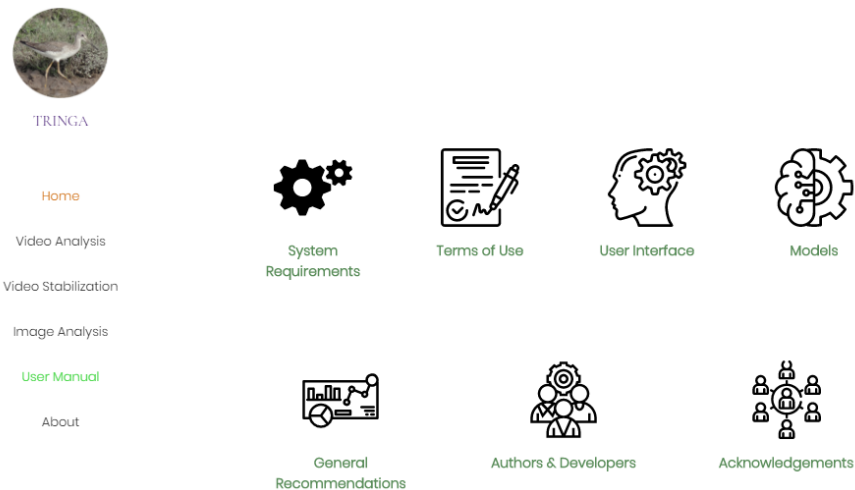 TRINGA
Home
Video Analysis
Video Stabilization
Image Analysis
User Manual
About
System
Requirements
Terms of Use
User Interface
Models
General
Recommendations
Authors & Developers
Acknowledgements